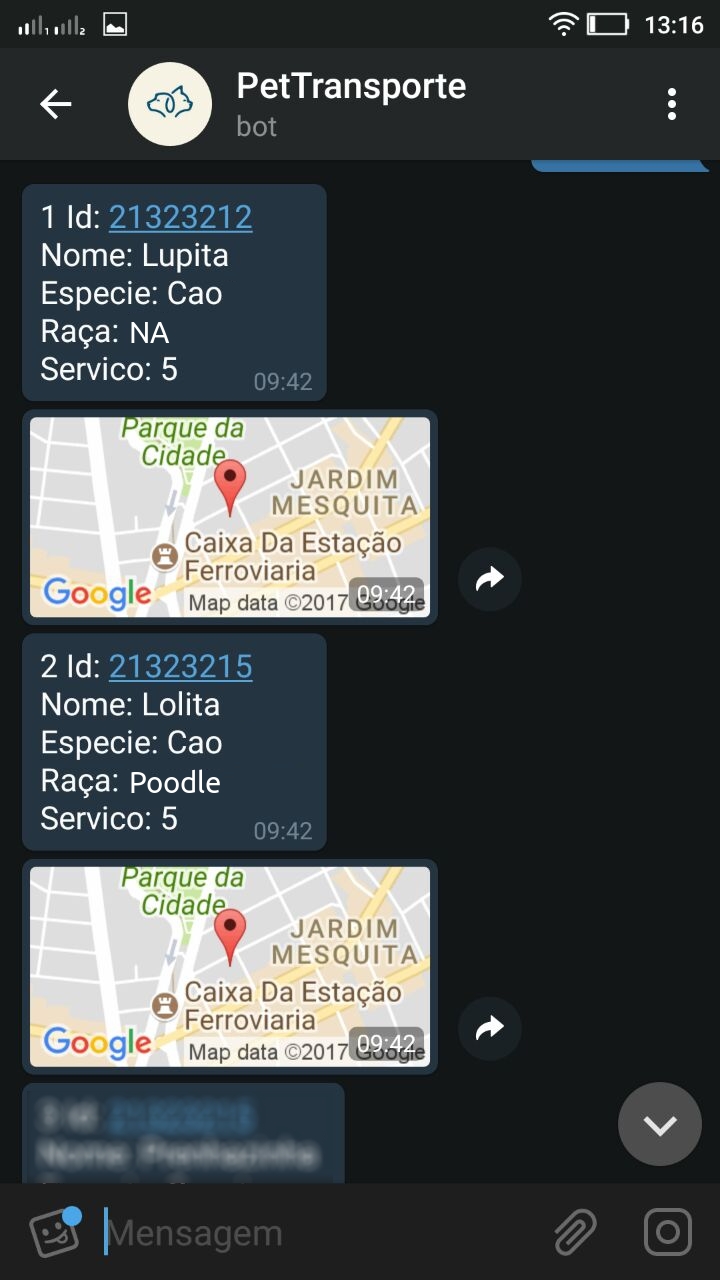 13:16
PetTransporte
bot
1 Id: 21323212
Nome: Lupita
Especie: Cao
Raça: NA
Servico: 5
09:42
Parque da
Cidade
JARDIM
MESQUITA
Caixa Da Estação
Ferroviaria
Google
Map data ©2017 Google
09:42
2 Id: 21323215
Nome: Lolita
Especie: Cao
Raça: Poodle
Servico: 5
09:42
Parque da
Cidade
JARDIM
MESQUITA
Caixa Da Estação
Ferroviaria
Google
Map data ©2017 Google
09:42
Mensagem